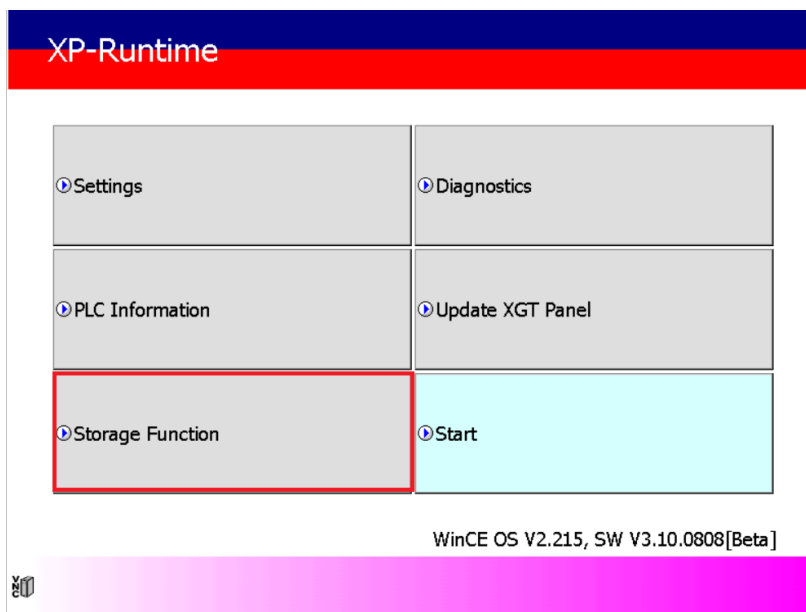 XP-Runtime
Settings
Diagnostics
PLC Information
Update XGT Panel
Storage Function
Start
WinCE OS V2.215, SW V3.10.0808[Beta]
VNC